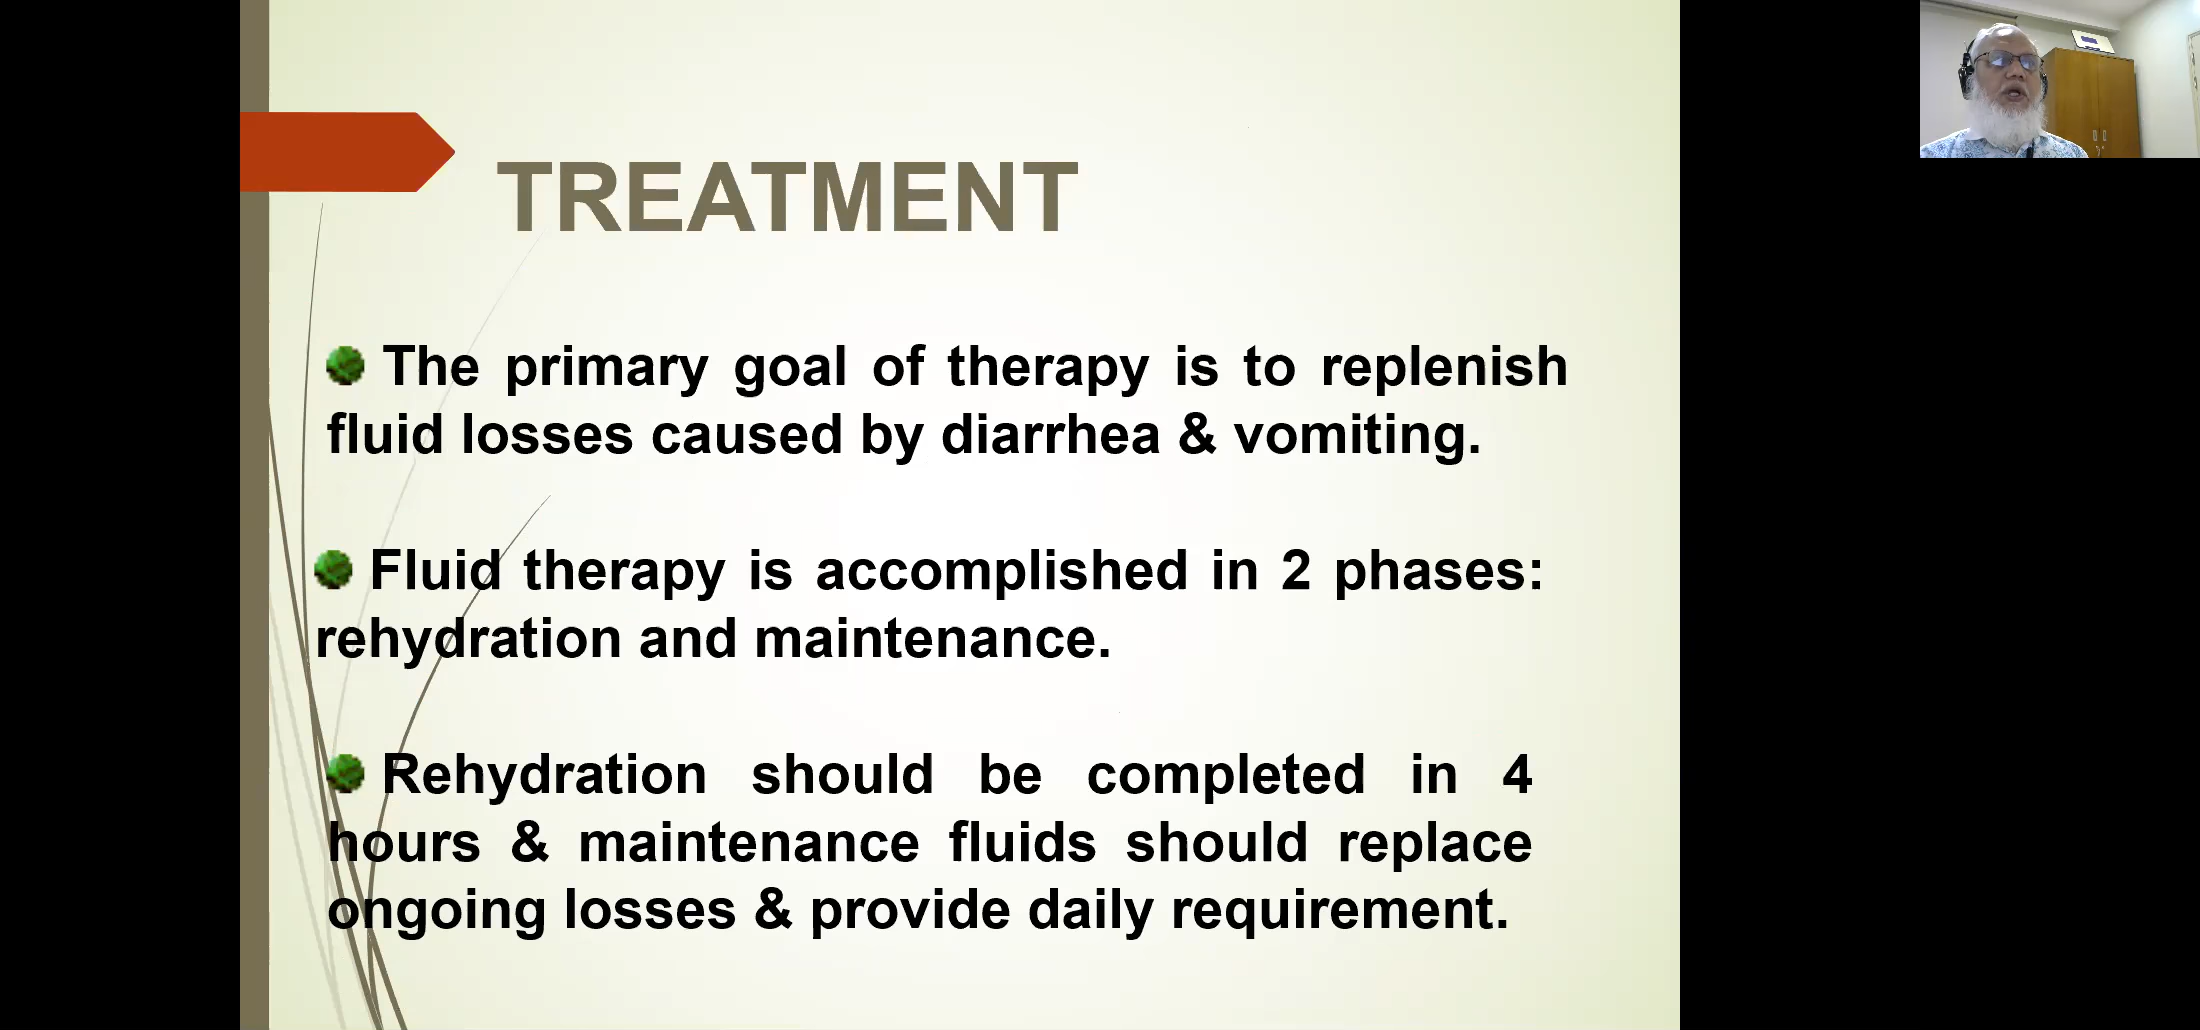 TREATMENT
The primary goal of therapy is to replenish
fluid losses caused by diarrhea & vomiting.
Fluid therapy is accomplished in 2 phases:
rehydration and maintenance.
Rehydration should be completed in 4
hours & maintenance fluids should replace
ongoing losses & provide daily requirement.